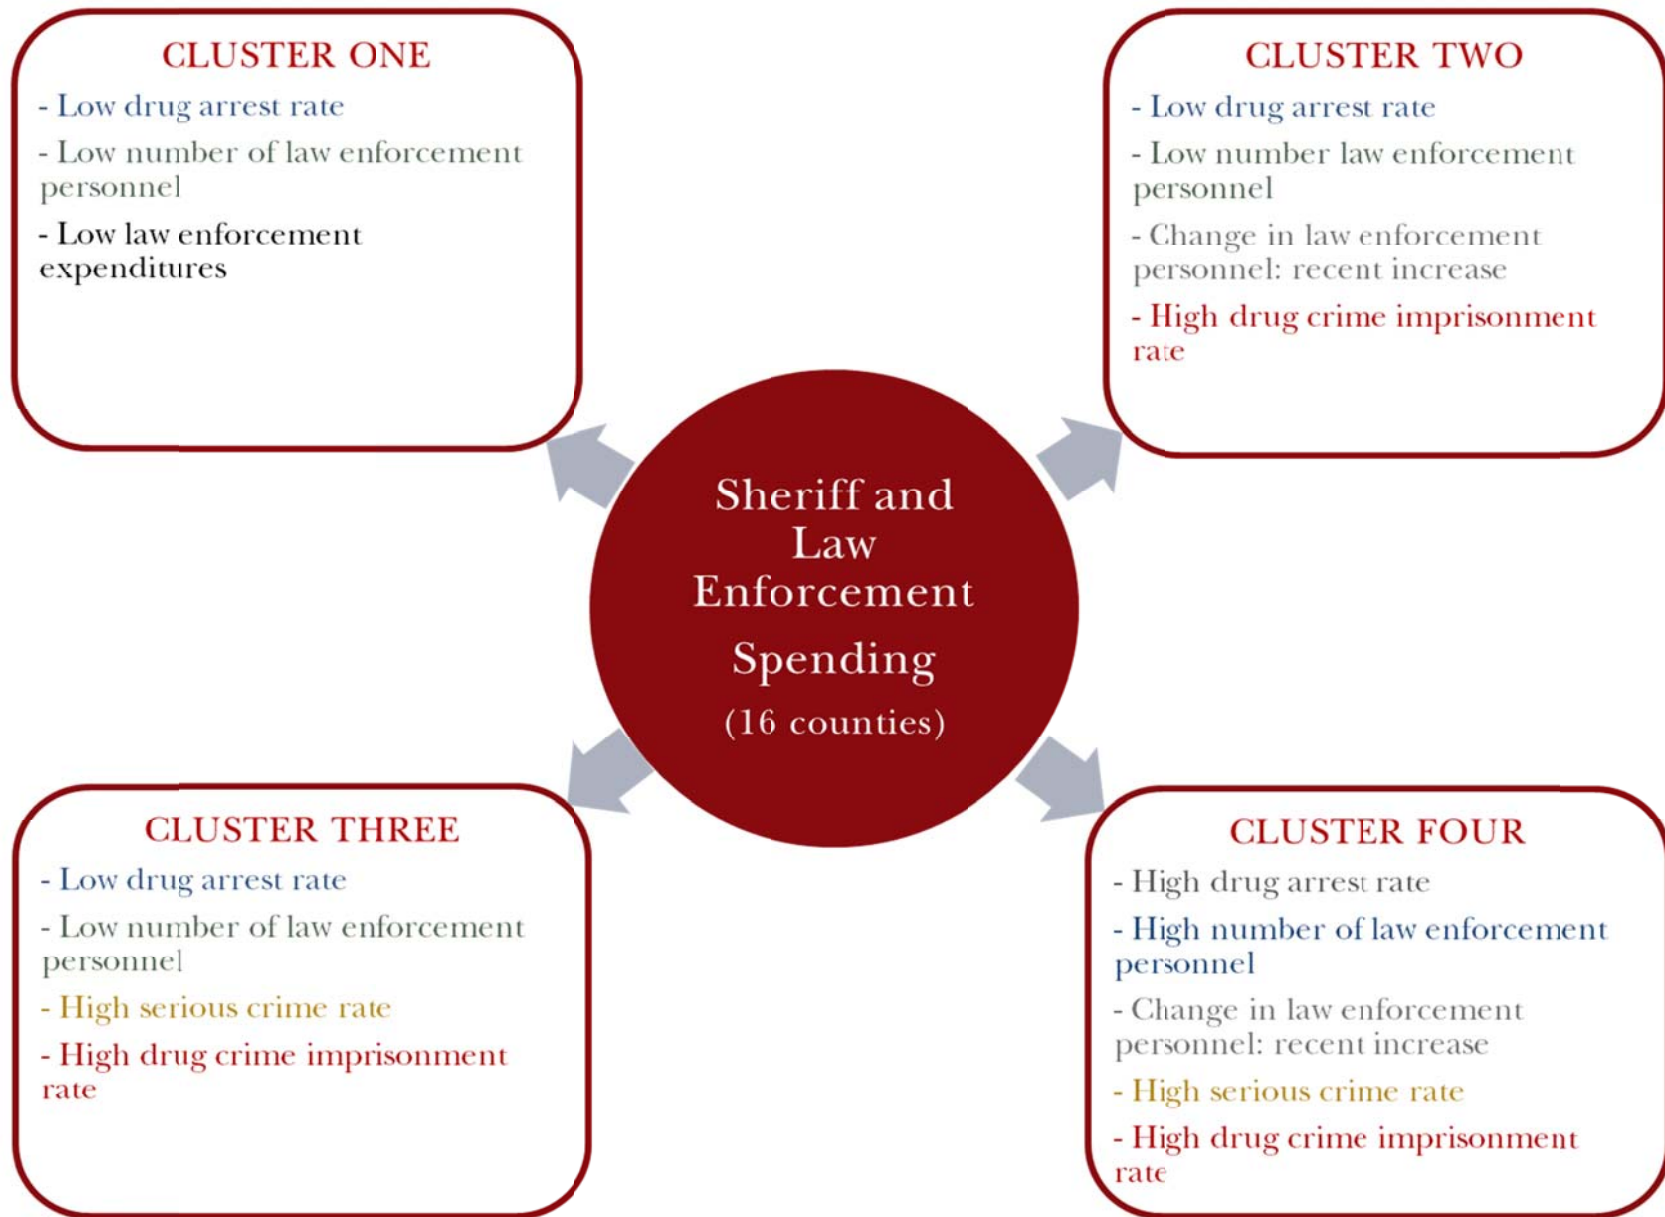 CLUSTER ONE
- Low drug arrest rate
- Low number of law enforcement
personnel
- Low law enforcement
expenditures
CLUSTER TWO
- Low drug arrest rate
- Low number law enforcement
personnel
- Change in law enforcement
personnel: recent increase
- High drug crime imprisonment
rate
Sheriff and
Law
Enforcement
Spending
(16 counties)
CLUSTER THREE
- Low drug arrest rate
- Low number of law enforcement
personnel
- High serious crime rate
- High drug crime imprisonment
rate
CLUSTER FOUR
- High drug arrest rate
- High number of law enforcement
personnel
- Change in law enforcement
personnel: recent increase
- High serious crime rate
- High drug crime imprisonment
rate